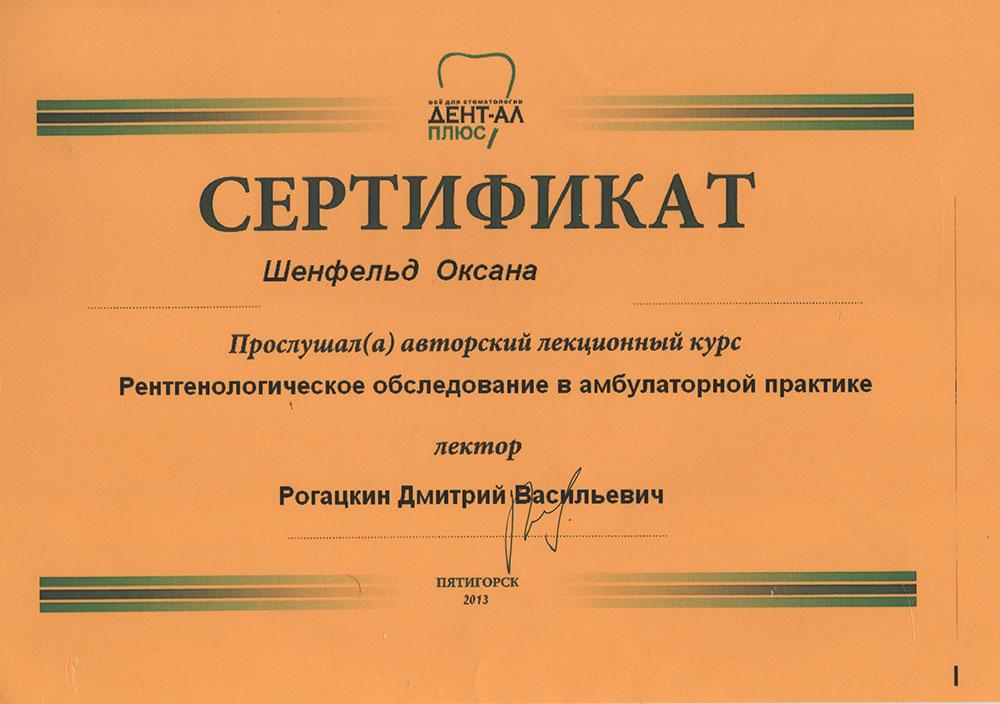 всё для стоматологии
ДЕНТ-АЛ
ПЛЮС
СЕРТИФИКАТ
Шенфельд Оксана
Прослушал(а) авторский лекционный курс
Рентгенологическое обследование в амбулаторной практике
лектор
Рогацкин Дмитрий Васильевич
ПЯТИГОРСК
2013